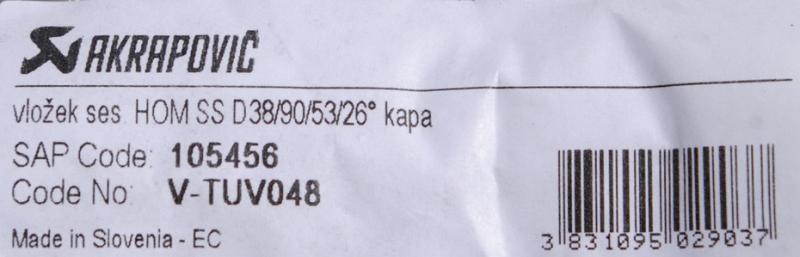 AKRAPOVIČ
vložek ses HOM SS D38/90/53/26° kapa
SAP Code: 105456
Code No: V-TUV048
Made in Slovenia - EC
3 831095 029037